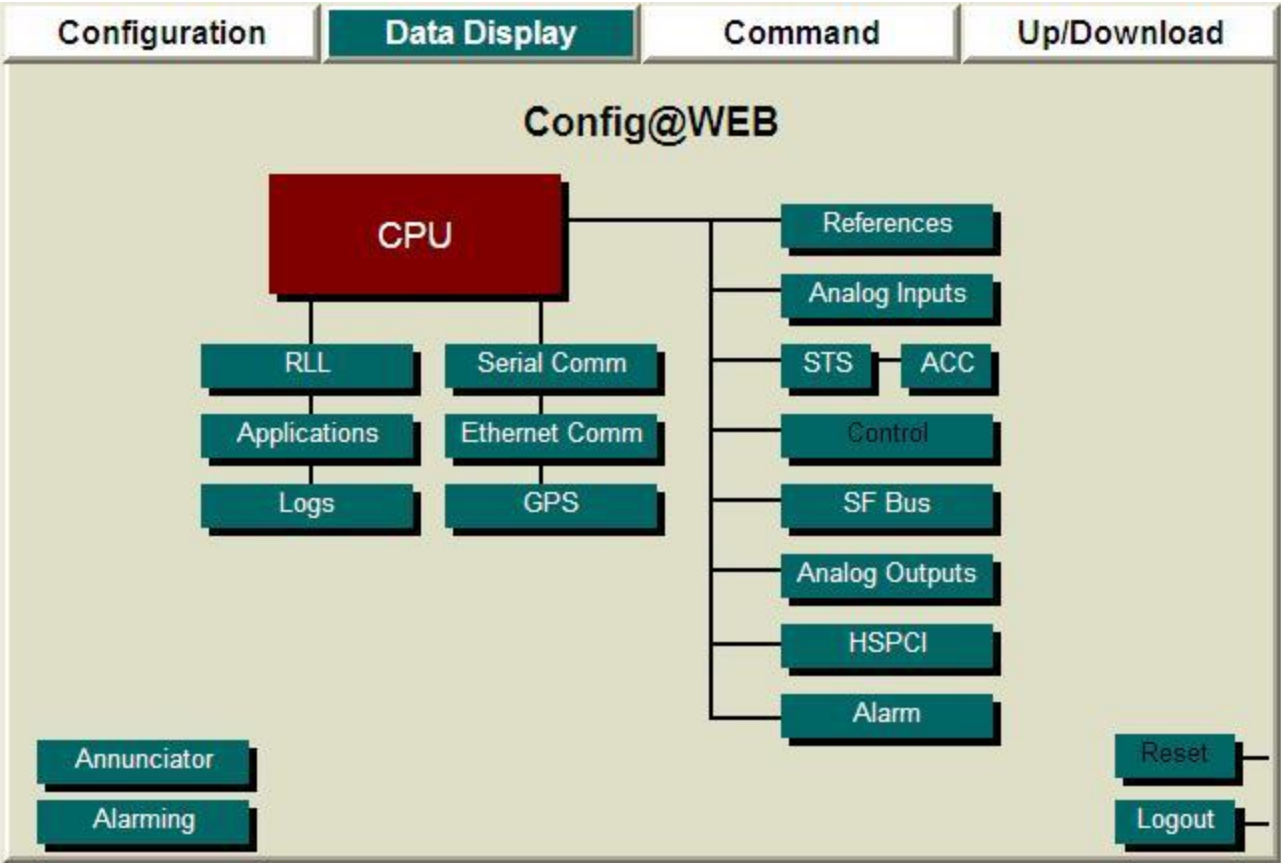 Configuration
Data Display
Command
Up/Download
Config@WEB
CPU
RLL
Serial Comm
Applications
Ethernet Comm
Logs
GPS
References
Analog Inputs
STS
ACC
Control
SF Bus
Analog Outputs
HSPCI
Alarm
Annunciator
Alarming
Reset
Logout